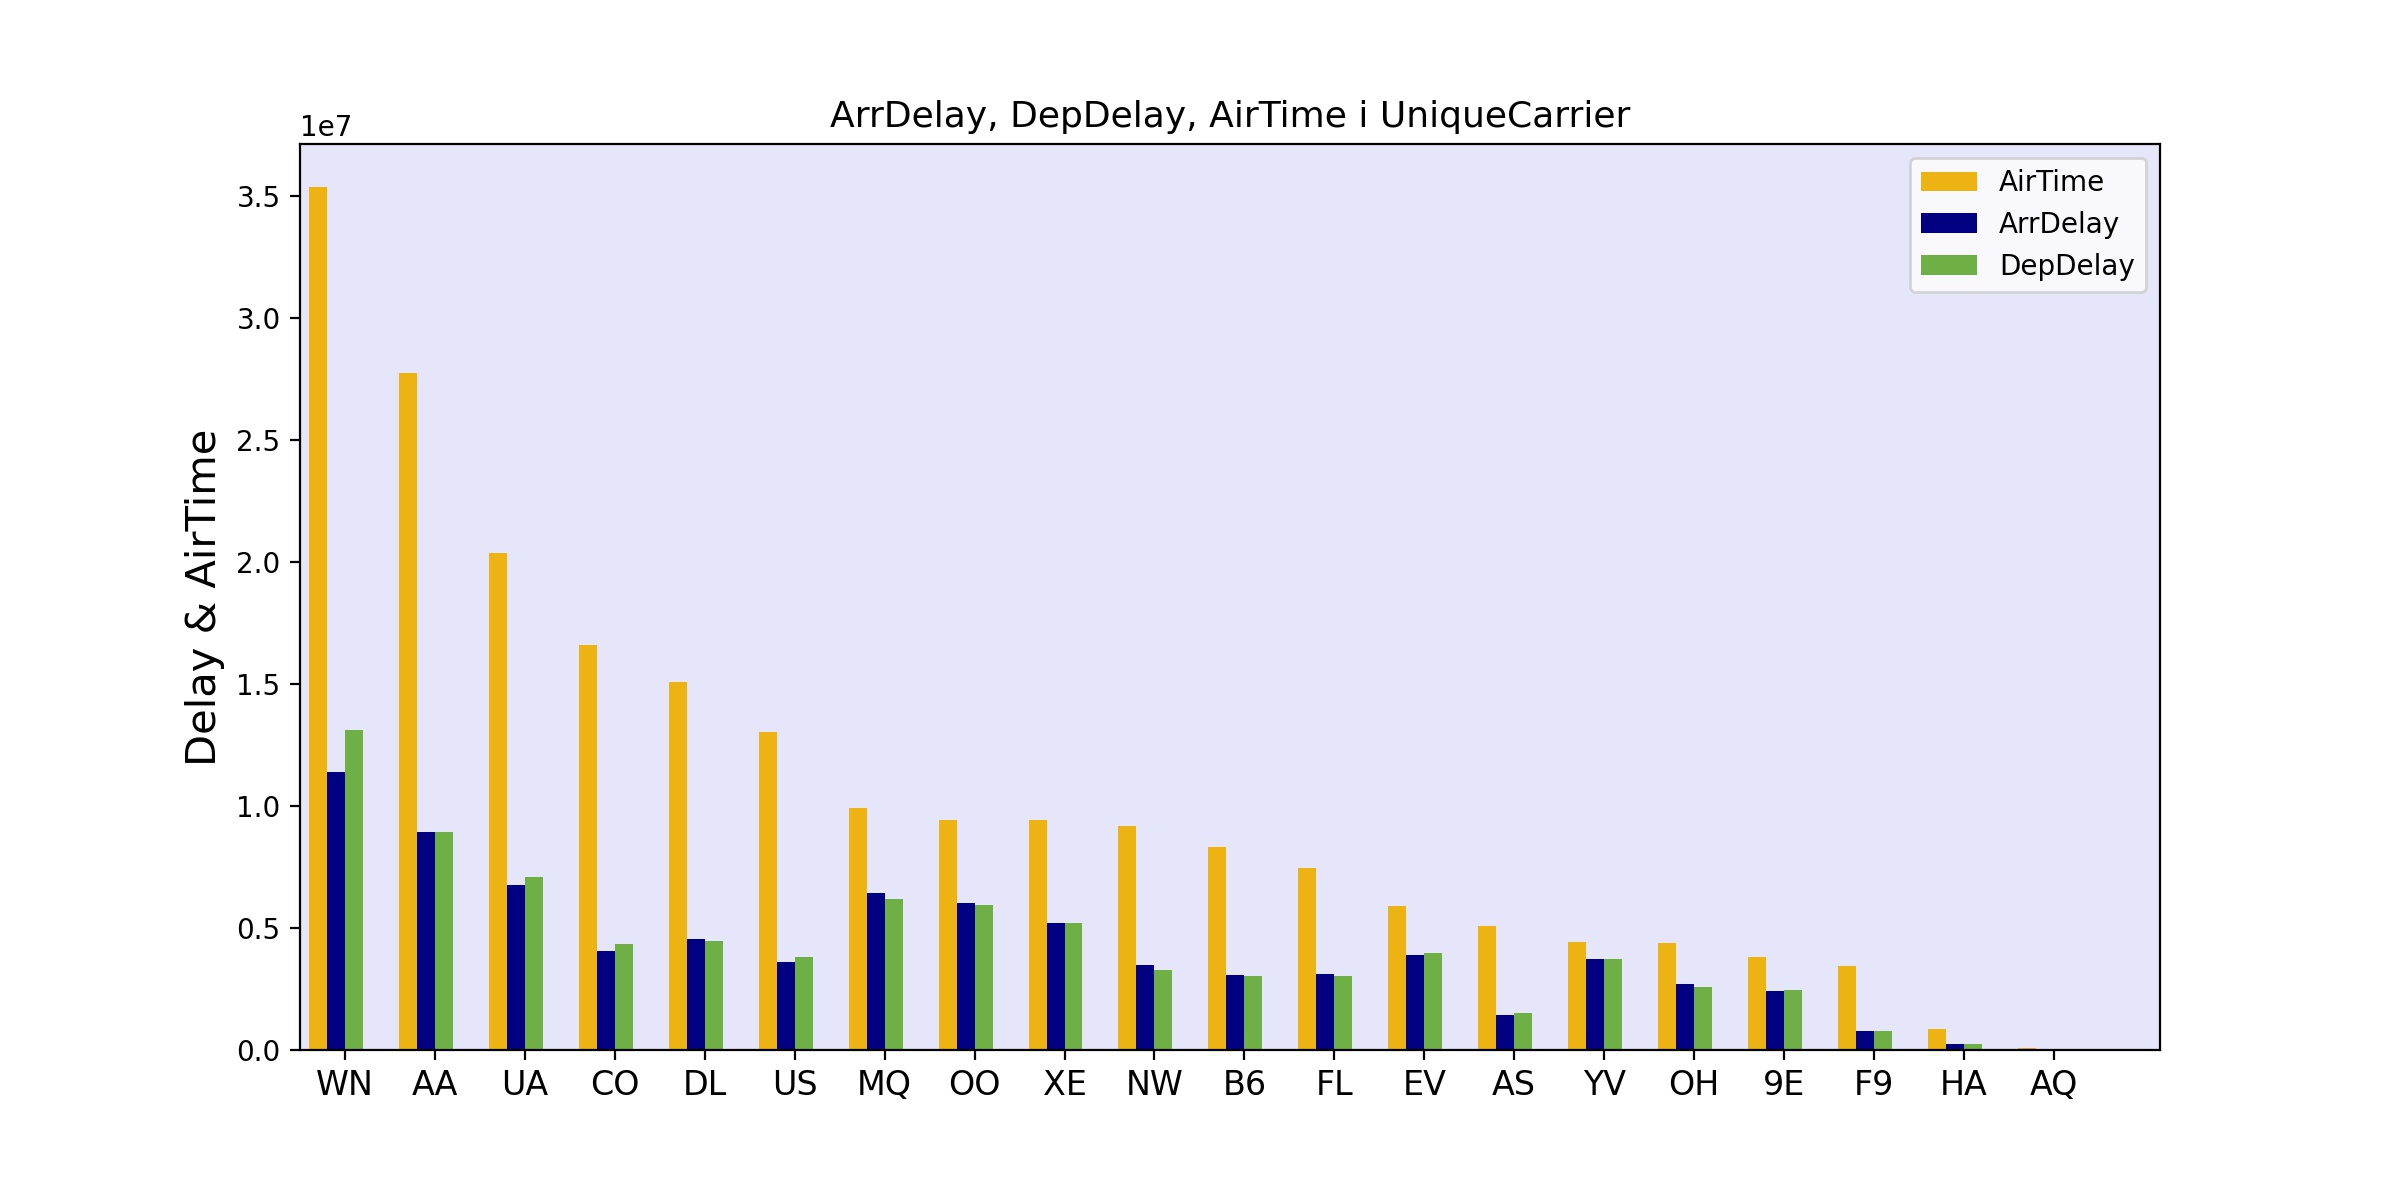 ArrDelay, DepDelay, AirTime i UniqueCarrier
1e7
3.5
3.0
2.5
2.0
1.5
1.0
0.5
0.0
Delay & AirTime
AirTime
ArrDelay
DepDelay
WN AA UA CO DL US MQ OO XE NW B6 FL EV AS YV OH 9E F9 HA AQ